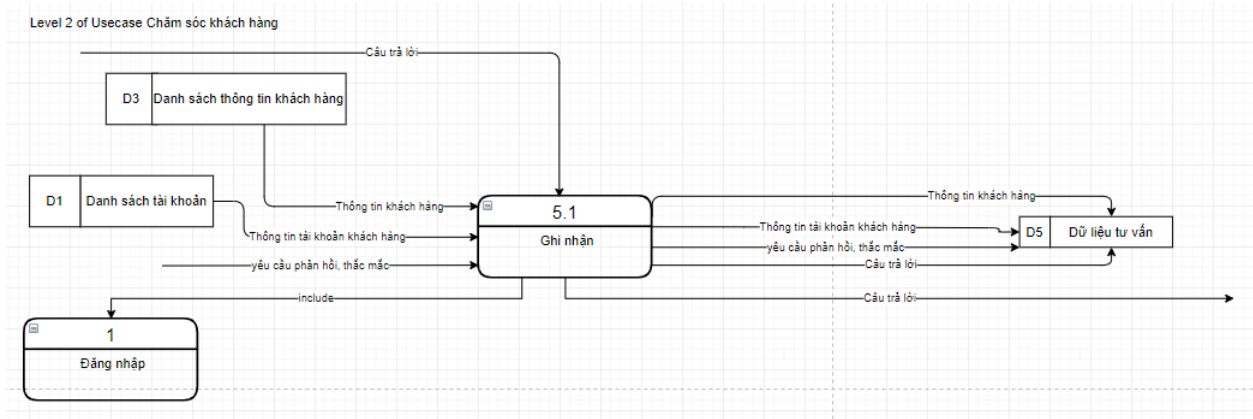 Level 2 of Usecase Chăm sóc khách hàng
Câu trả lời
D3 Danh sách thông tin khách hàng
D1 Danh sách tài khoản
Thông tin khách hàng
Thông tin tài khoản khách hàng
yêu cầu phản hồi, thắc mắc
5.1
Ghi nhận
Thông tin khách hàng
Thông tin tài khoản khách hàng
yêu cầu phản hồi, thắc mắc
Câu trả lời
D5 Dữ liệu tư vấn
include
Câu trả lời
1
Đăng nhập